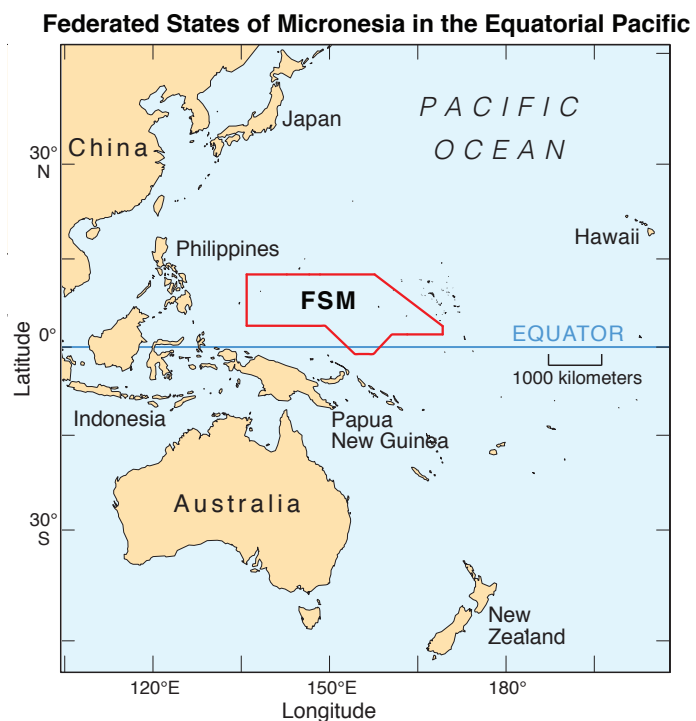 Federated States of Micronesia in the Equatorial Pacific
PACIFIC
OCEAN
Japan
China
30°
N
Hawaii
Philippines
FSM
0°
EQUATOR
1000 kilometers
Latitude
Indonesia
Papua
New Guinea
Australia
30°
S
New
Zealand
120°E
150°E
180°
Longitude